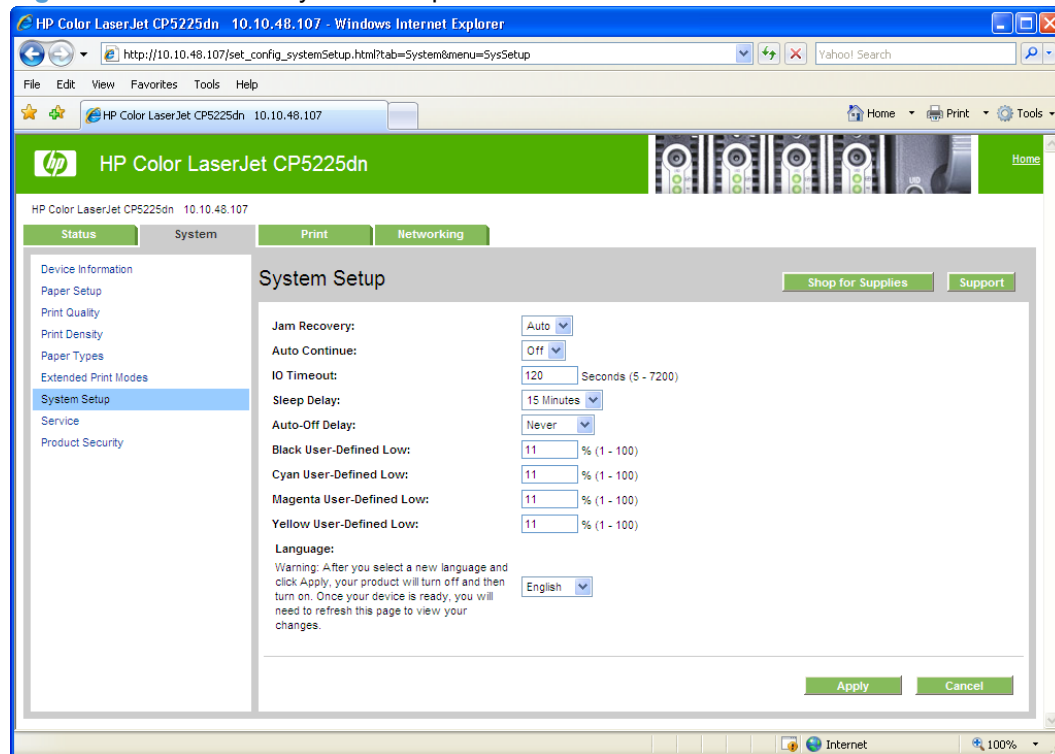 HP Color LaserJet CP5225dn 10.10.48.107 - Windows Internet Explorer
http://10.10.48.107/set_config_systemSetup.html?tab=System&menu=SysSetup
Yahoo! Search
File Edit View Favorites Tools Help
HP Color LaserJet CP5225dn 10.10.48.107
Home Print Tools
hp HP Color LaserJet CP5225dn
Home
HP Color LaserJet CP5225dn 10.10.48.107
Status System Print Networking
Device Information
Paper Setup
Print Quality
Print Density
Paper Types
Extended Print Modes
System Setup
Service
Product Security
System Setup
Shop for Supplies Support
Jam Recovery: Auto
Auto Continue: Off
IO Timeout: 120 Seconds (5 - 7200)
Sleep Delay: 15 Minutes
Auto-Off Delay: Never
Black User-Defined Low: 11 % (1 - 100)
Cyan User-Defined Low: 11 % (1 - 100)
Magenta User-Defined Low: 11 % (1 - 100)
Yellow User-Defined Low: 11 % (1 - 100)
Language:
Warning: After you select a new language and
click Apply, your product will turn off and then
turn on. Once your device is ready, you will
need to refresh this page to view your
changes.
English
Apply Cancel
Internet 100%